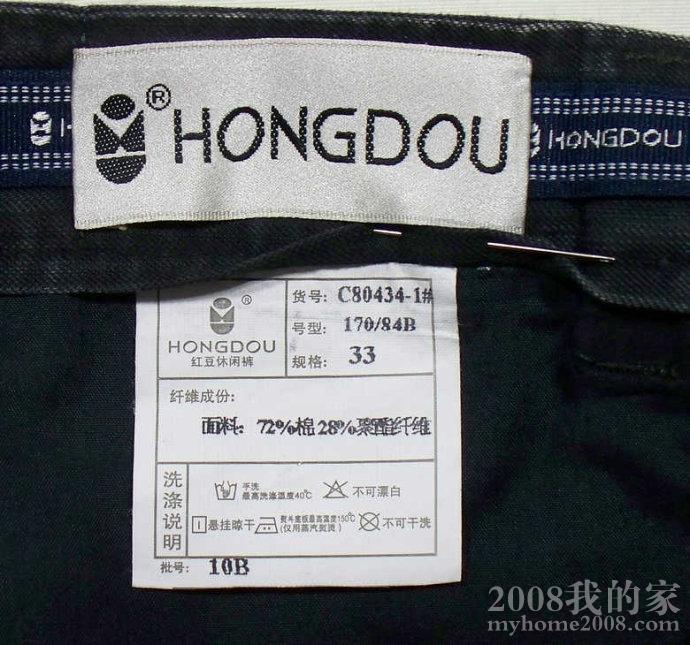 ® HONGDOU
H
HONGDOU
HONGDOU
红豆休闲裤
货号: C80434-1#
号型: 170/84B
规格: 33
纤维成份:
面料: 72%棉28%聚酯纤维
洗涤说明
手洗
最高洗涤温度40℃
不可漂白
悬挂晾干
熨斗底板最高温度150℃
(仅用蒸汽熨烫)
不可干洗
批号: 10B
2008我的家
myhome2008.com